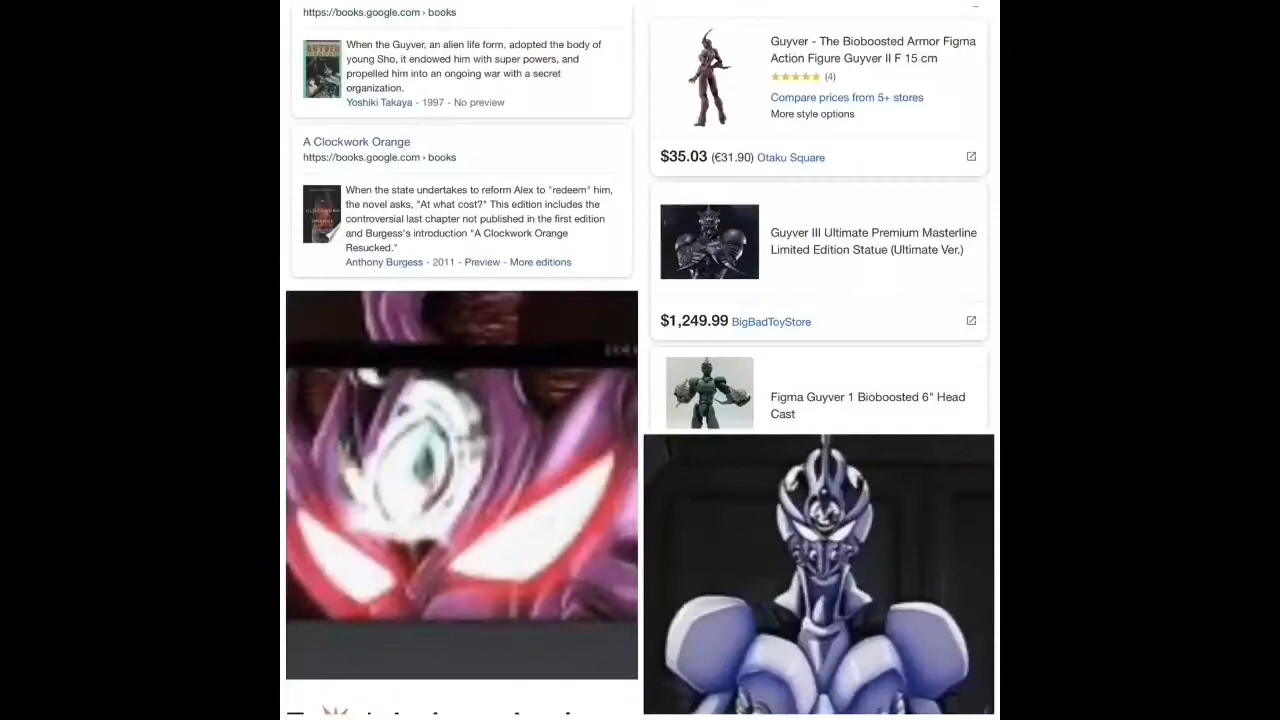 https://books.google.com › books
When the Guyver, an alien life form, adopted the body of
young Sho, it endowed him with super powers, and
propelled him into an ongoing war with a secret
organization.
Yoshiki Takaya - 1997 - No preview
A Clockwork Orange
https://books.google.com › books
When the state undertakes to reform Alex to "redeem" him,
the novel asks, "At what cost?" This edition includes the
controversial last chapter not published in the first edition
and Burgess's introduction "A Clockwork Orange
Resucked."
Anthony Burgess - 2011 - Preview - More editions
Guyver - The Bioboosted Armor Figma
Action Figure Guyver II F 15 cm
(4)
Compare prices from 5+ stores
More style options
$35.03 (€31.90) Otaku Square
Guyver III Ultimate Premium Masterline
Limited Edition Statue (Ultimate Ver.)
$1,249.99 BigBadToyStore
Figma Guyver 1 Bioboosted 6" Head
Cast